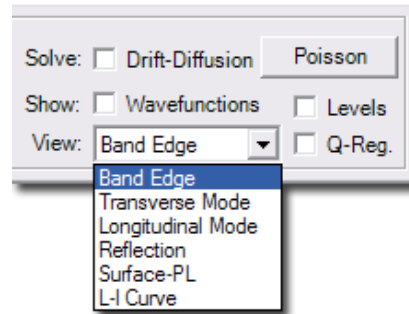 Solve: Drift-Diffusion Poisson
Show: Wavefunctions Levels
View: Band Edge Q-Reg.
Band Edge
Transverse Mode
Longitudinal Mode
Reflection
Surface-PL
L-I Curve